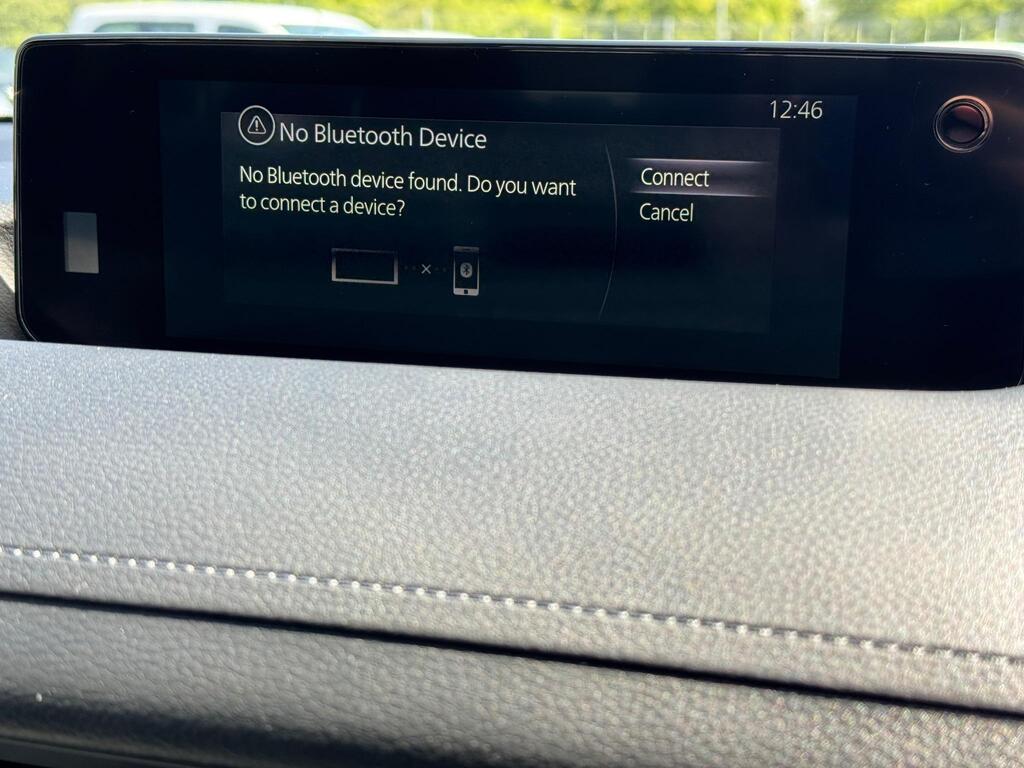 12:46
No Bluetooth Device
No Bluetooth device found. Do you want
to connect a device?
Connect
Cancel